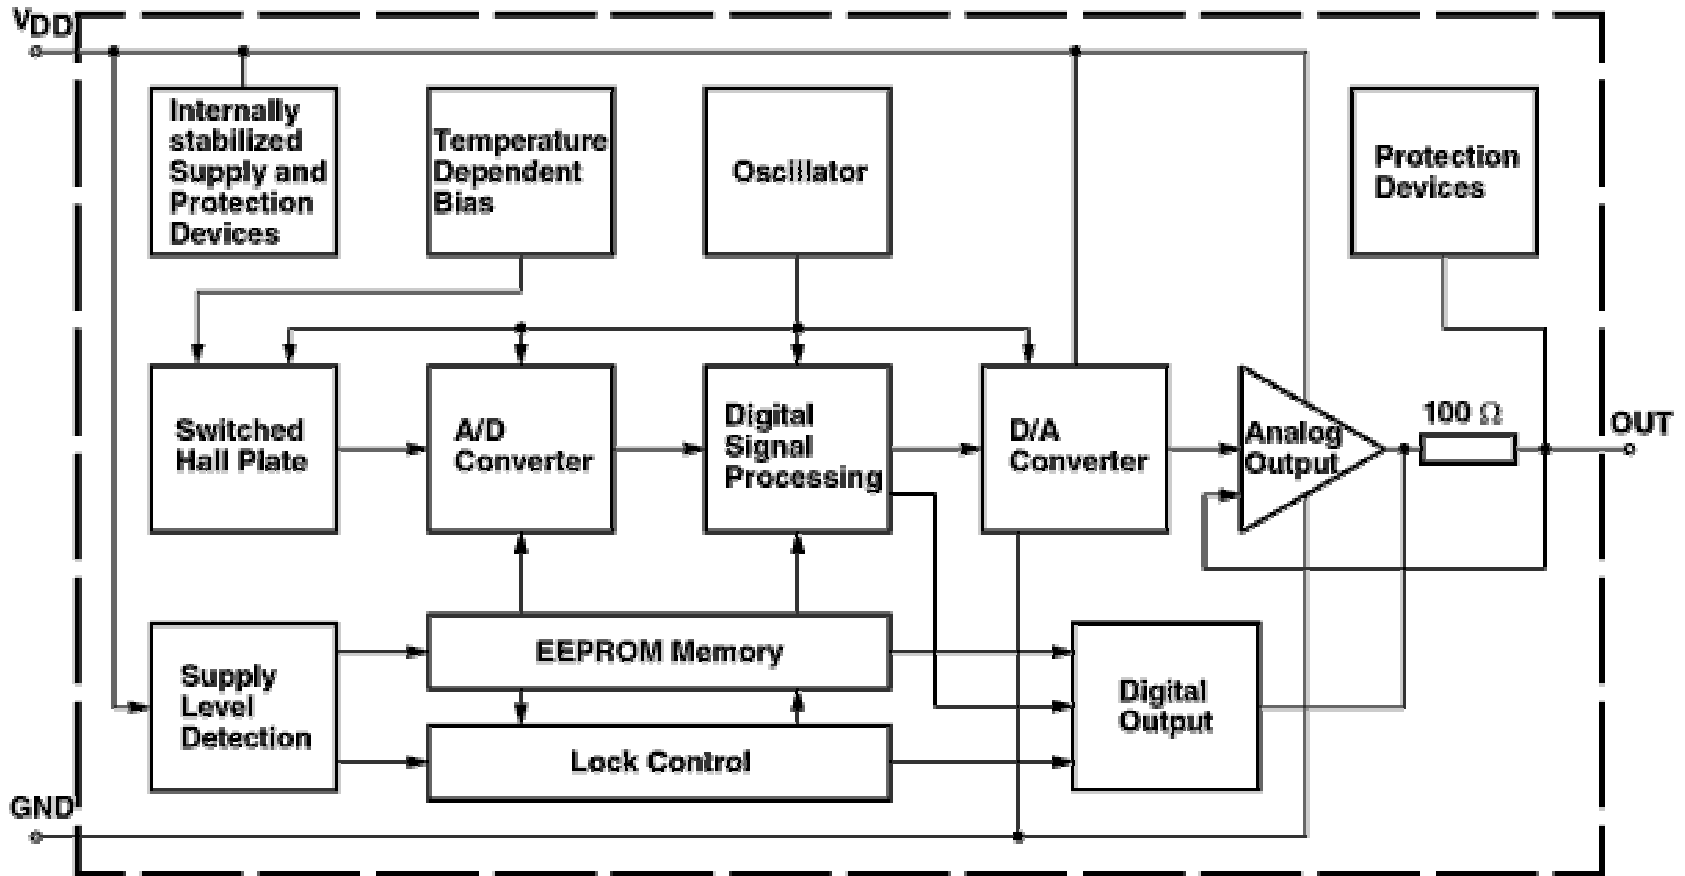 VDD
Internally
stabilized
Supply and
Protection
Devices
Temperature
Dependent
Bias
Oscillator
Protection
Devices
Switched
Hall Plate
A/D
Converter
Digital
Signal
Processing
D/A
Converter
Analog
Output
100 Ω
OUT
Supply
Level
Detection
EEPROM Memory
Lock Control
Digital
Output
GND